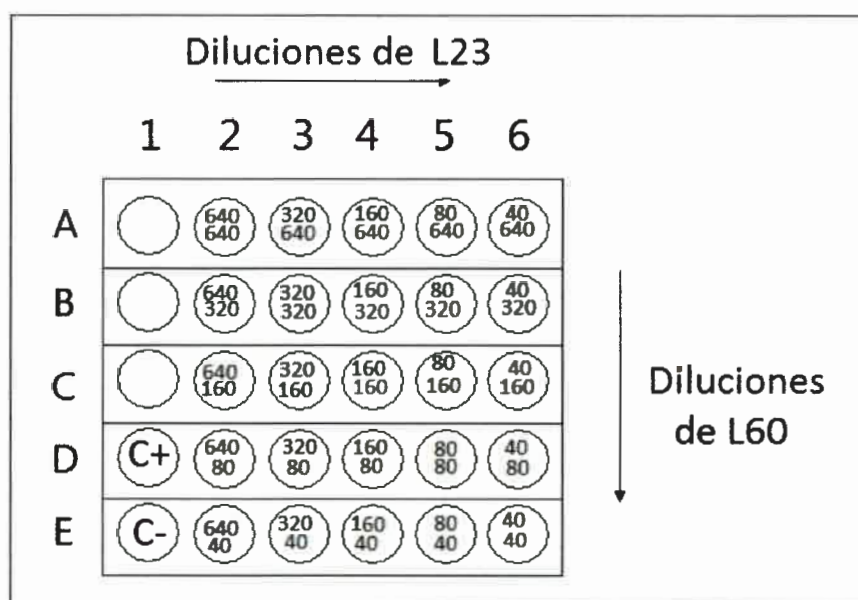 Diluciones de L23
1 2 3 4 5 6
A
640 320 160 80 40
640 640 640 640 640
B
640 320 160 80 40
320 320 320 320 320
C
640 320 160 80 40
160 160 160 160 160
D C+
640 320 160 80 40
80 80 80 80 80
E C-
640 320 160 80 40
40 40 40 40 40
Diluciones
de L60